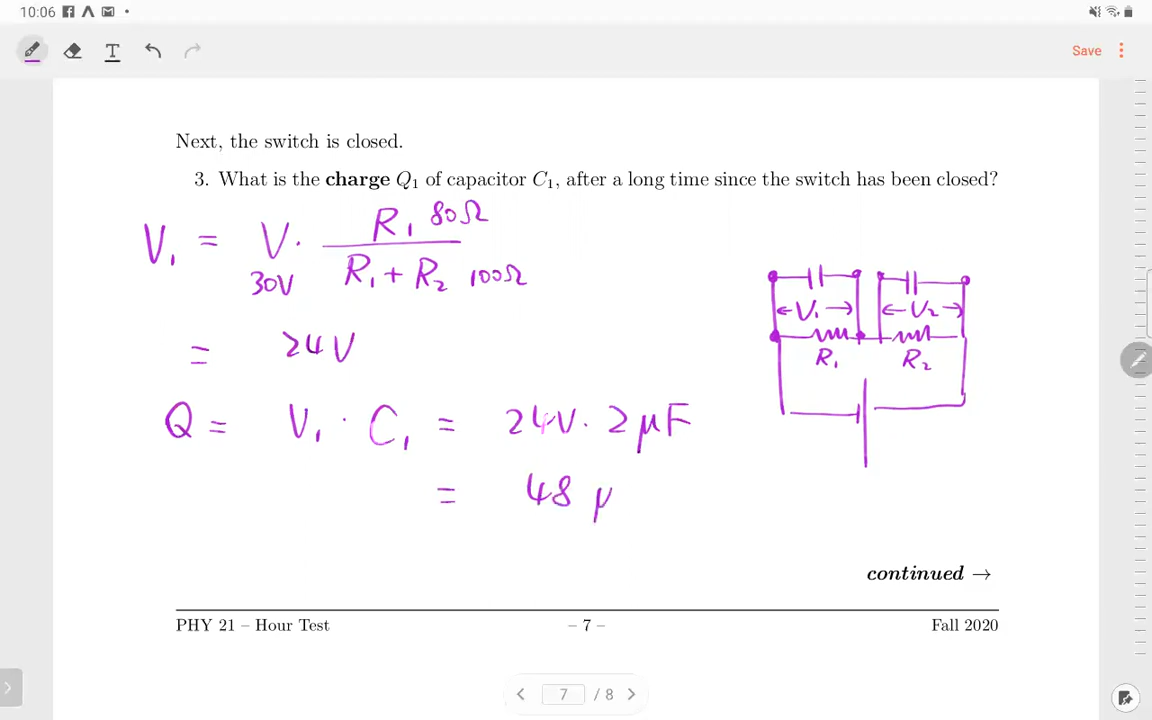 10:06
Save
Next, the switch is closed.
3. What is the charge Q₁ of capacitor C₁, after a long time since the switch has been closed?
V₁ = V · R₁ 80Ω
30V R₁ + R₂ 100Ω
= 24V
Q = V₁ · C₁ = 24V · 2 μF
= 48 μ
V₁ V₂
R₁ R₂
continued →
PHY 21 – Hour Test – 7 – Fall 2020
7 / 8